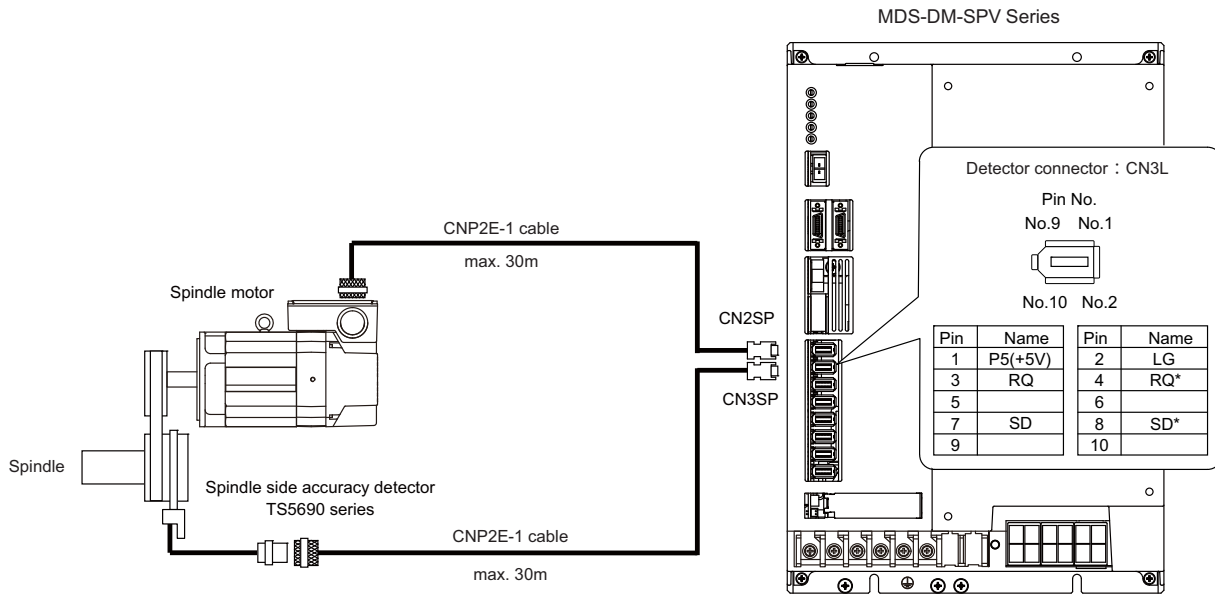 MDS-DM-SPV Series
Detector connector：CN3L
Pin No.
No.9 No.1
No.10 No.2
Pin Name Pin Name
1 P5(+5V) 2 LG
3 RQ 4 RQ*
5 6
7 SD 8 SD*
9 10
CNP2E-1 cable
max. 30m
Spindle motor
CN2SP
CN3SP
Spindle
Spindle side accuracy detector
TS5690 series
CNP2E-1 cable
max. 30m